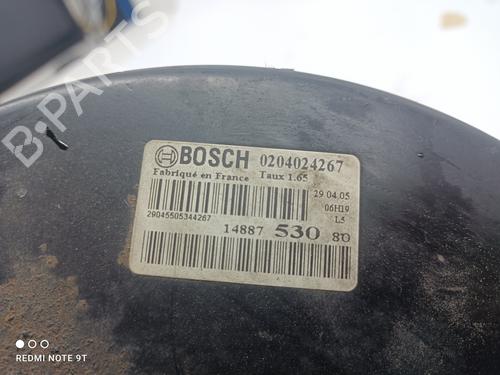 B-PARTS
BOSCH 0204024267
Fabriqué en France Taux 1.65
29.04.05
06H19
L5
29045505344267
14887 530 80
REDMI NOTE 9T